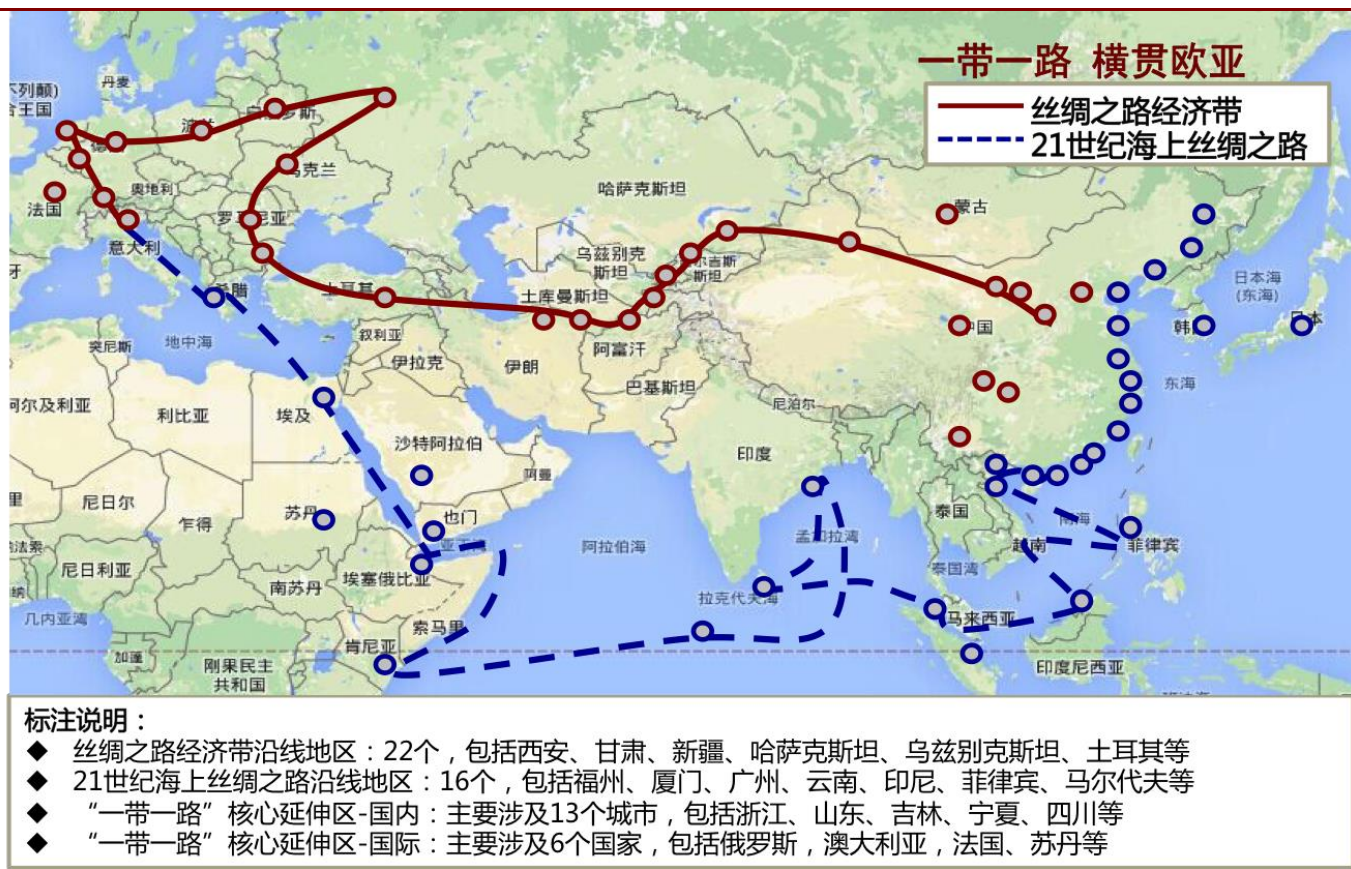 一带一路 横贯欧亚
丝绸之路经济带
21世纪海上丝绸之路
丹麦
不列颠)
合王国
奥地利
法国
意大利
哈萨克斯坦
蒙古
乌兹别克
斯坦
斯坦
土库曼斯坦
日本海
(东海)
地中海
突尼斯
叙利亚
伊拉克
伊朗
阿富汗
巴基斯坦
尼泊尔
东海
阿尔及利亚
利比亚
埃及
沙特阿拉伯
阿曼
印度
尼日尔
乍得
苏丹
也门
阿拉伯海
孟加拉湾
泰国
南海
越南
菲律宾
泰国湾
尼日利亚
南苏丹
埃塞俄比亚
几内亚湾
索马里
拉克代夫海
马来西亚
加蓬
刚果民主
共和国
肯尼亚
印度尼西亚
标注说明：
◆ 丝绸之路经济带沿线地区：22个，包括西安、甘肃、新疆、哈萨克斯坦、乌兹别克斯坦、土耳其等
◆ 21世纪海上丝绸之路沿线地区：16个，包括福州、厦门、广州、云南、印尼、菲律宾、马尔代夫等
◆ “一带一路”核心延伸区-国内：主要涉及13个城市，包括浙江、山东、吉林、宁夏、四川等
◆ “一带一路”核心延伸区-国际：主要涉及6个国家，包括俄罗斯，澳大利亚，法国、苏丹等